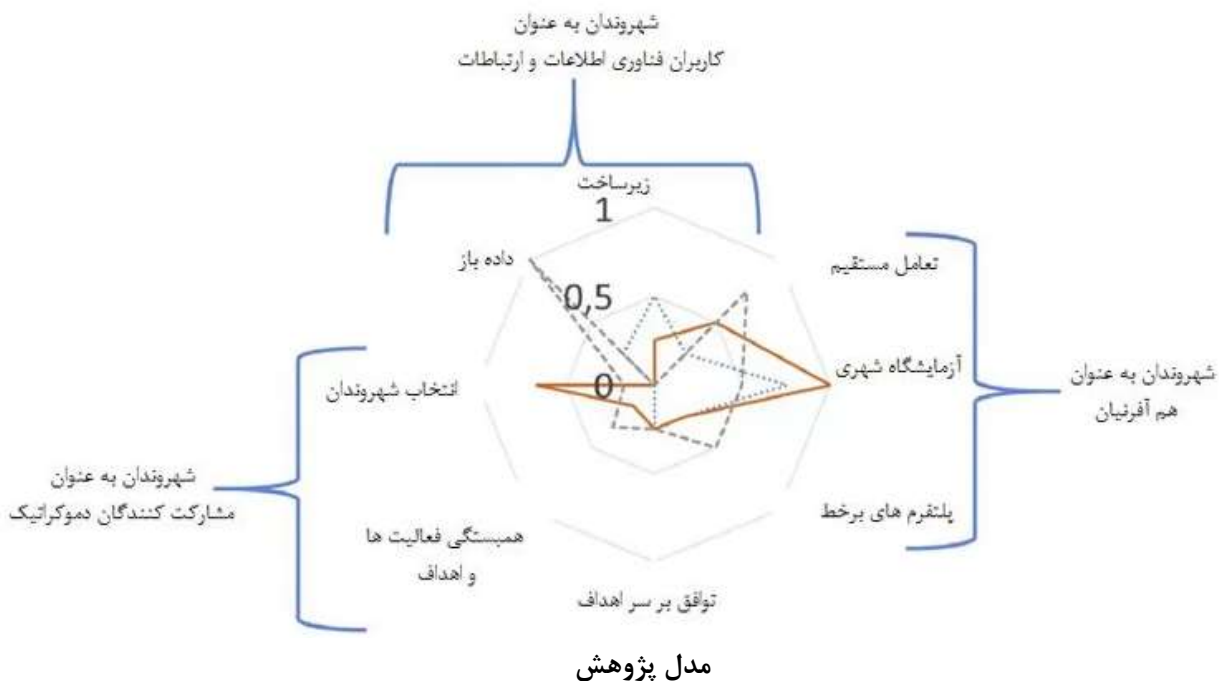 شهروندان به عنوان
کاربران فناوری اطلاعات و ارتباطات
زیرساخت
1
داده باز
تعامل مستقیم
0,5
آزمایشگاه شهری
شهروندان به عنوان
هم آفرنیان
انتخاب شهروندان
0
شهروندان به عنوان
مشارکت کنندگان دموکراتیک
پلتفرم های برخط
همبستگی فعالیت ها
و اهداف
توافق بر سر اهداف
مدل پژوهش